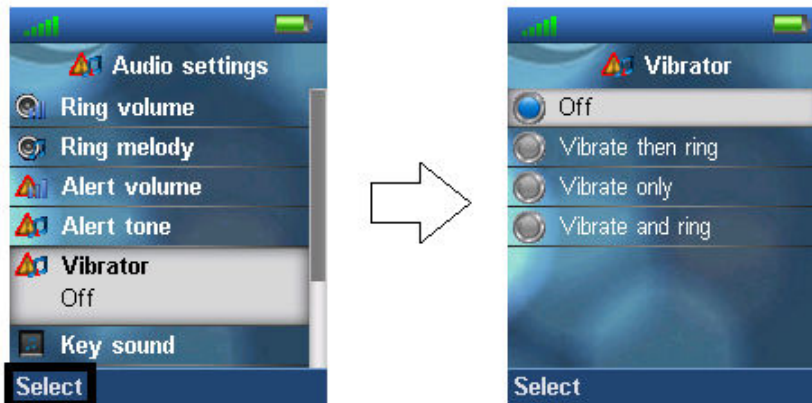 Audio settings
Ring volume
Ring melody
Alert volume
Alert tone
Vibrator
Off
Key sound
Select
Vibrator
Off
Vibrate then ring
Vibrate only
Vibrate and ring
Select